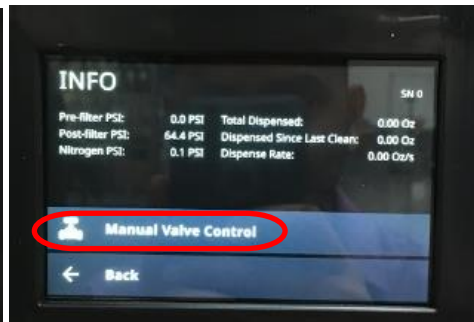 INFO
SN 0
Pre-filter PSI: 0.0 PSI Total Dispensed: 0.00 Oz
Post-filter PSI: 64.4 PSI Dispensed Since Last Clean: 0.00 Oz
Nitrogen PSI: 0.1 PSI Dispense Rate: 0.00 Oz/s
Manual Valve Control
Back